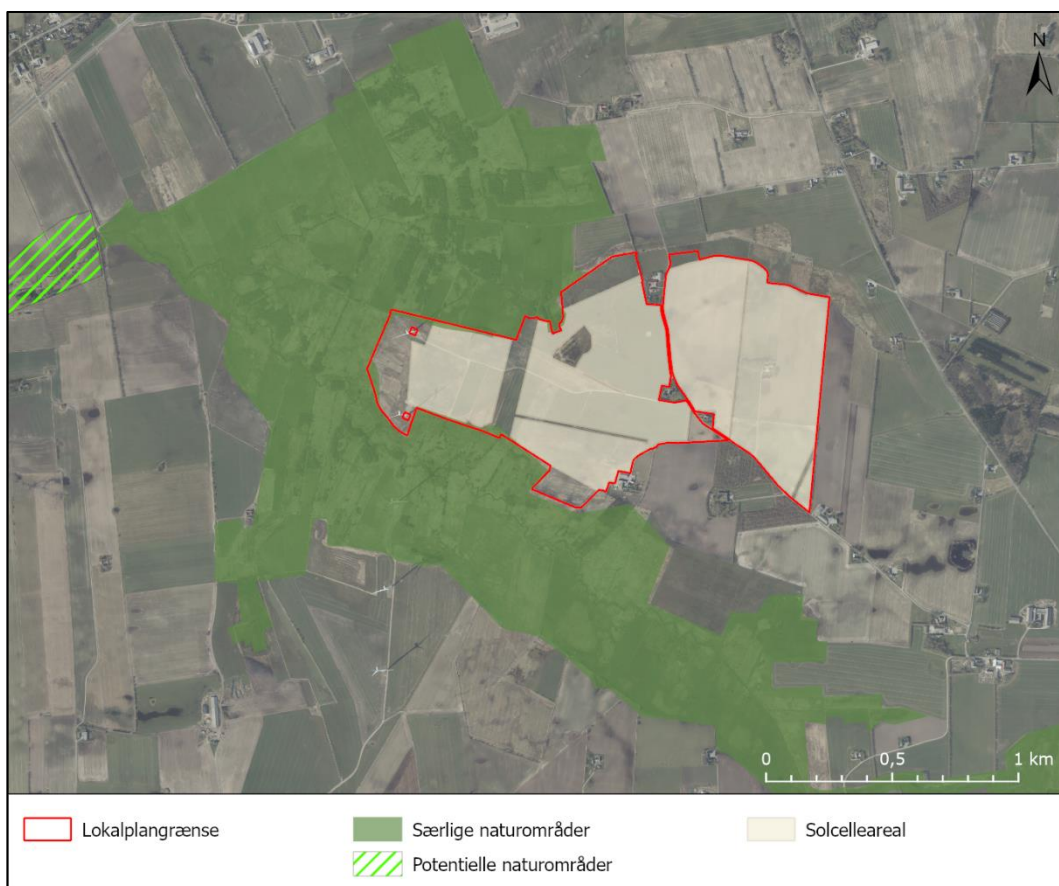 N
0 0,5 1 km
Lokalplangrænse
Særlige naturområder
Solcelleareal
Potentielle naturområder